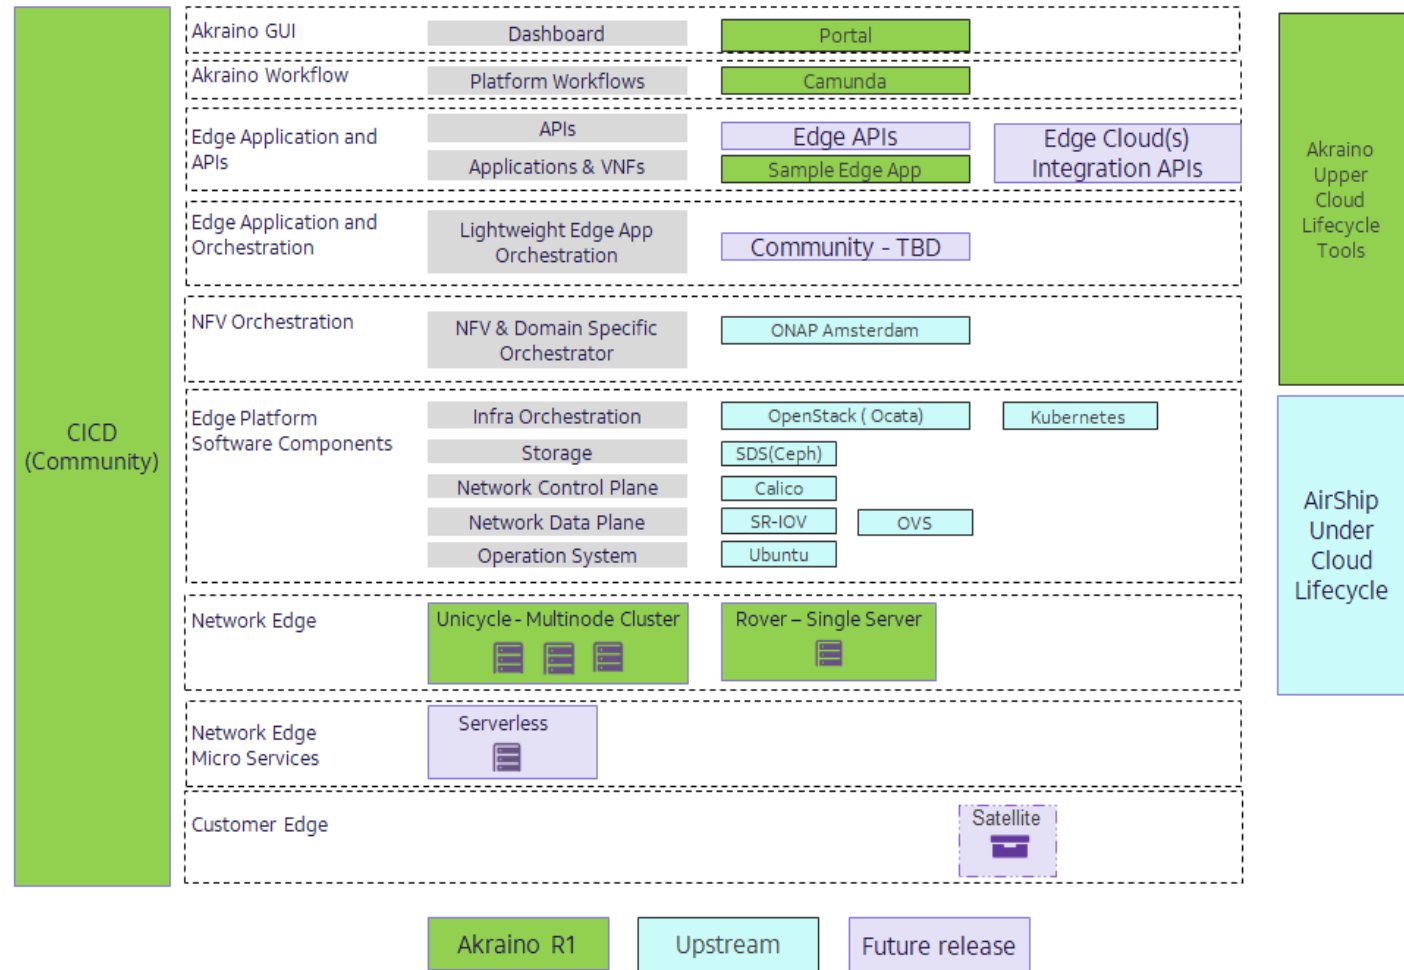 CICD
(Community)
Akraino GUI
Dashboard
Portal
Akraino Workflow
Platform Workflows
Camunda
Edge Application and
APIs
APIs
Edge APIs
Edge Cloud(s)
Integration APIs
Applications & VNFs
Sample Edge App
Edge Application and
Orchestration
Lightweight Edge App
Orchestration
Community - TBD
NFV Orchestration
NFV & Domain Specific
Orchestrator
ONAP Amsterdam
Edge Platform
Software Components
Infra Orchestration
OpenStack ( Ocata)
Kubernetes
Storage
SDS(Ceph)
Network Control Plane
Calico
Network Data Plane
SR-IOV
OVS
Operation System
Ubuntu
Network Edge
Unicycle - Multinode Cluster
Rover – Single Server
Network Edge
Micro Services
Serverless
Customer Edge
Satellite
Akraino
Upper
Cloud
Lifecycle
Tools
AirShip
Under
Cloud
Lifecycle
Akraino R1
Upstream
Future release